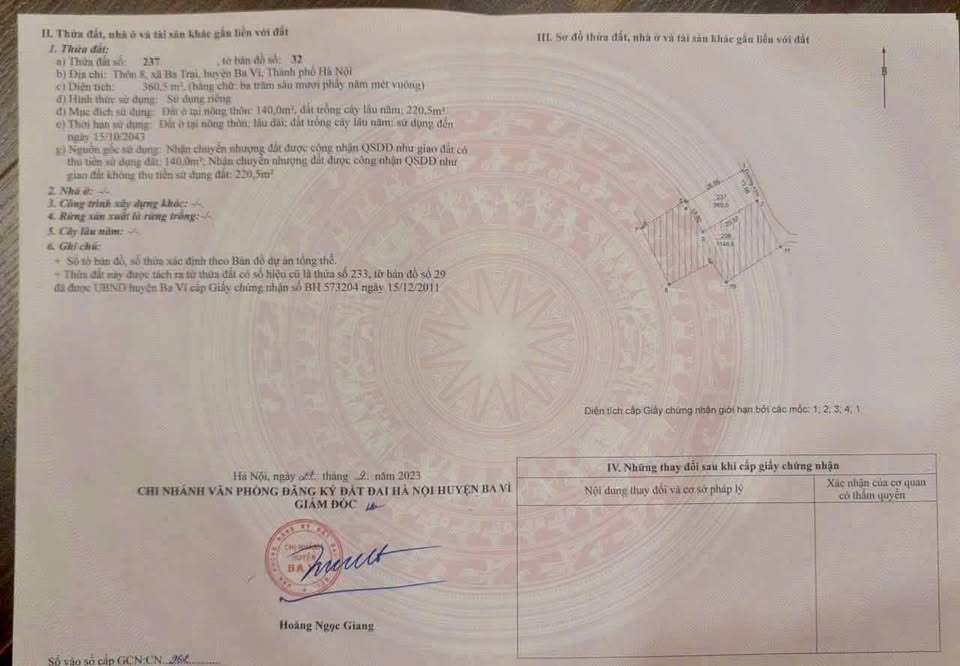 II. Thửa đất, nhà ở và tài sản khác gắn liền với đất
1. Thửa đất:
a) Thửa đất số: 237 , tờ bản đồ số: 32
b) Địa chỉ: Thôn 8, xã Ba Trại, huyện Ba Vì, Thành phố Hà Nội
c) Diện tích: 360,5 m², (bằng chữ: ba trăm sáu mươi phẩy năm mét vuông)
d) Hình thức sử dụng: Sử dụng riêng
đ) Mục đích sử dụng: Đất ở tại nông thôn: 140,0m², đất trồng cây lâu năm: 220,5m²
e) Thời hạn sử dụng: Đất ở tại nông thôn: lâu dài; đất trồng cây lâu năm: sử dụng đến
ngày 15/10/2043
g) Nguồn gốc sử dụng: Nhận chuyển nhượng đất được công nhận QSDĐ như giao đất có
thu tiền sử dụng đất: 140,0m²; Nhận chuyển nhượng đất được công nhận QSDĐ như
giao đất không thu tiền sử dụng đất: 220,5m²
2. Nhà ở: -/-
3. Công trình xây dựng khác: -/-
4. Rừng sản xuất là rừng trồng: -/-
5. Cây lâu năm: -/-
6. Ghi chú:
+ Số tờ bản đồ, số thửa xác định theo Bản đồ dự án tổng thể.
+ Thửa đất này được tách ra từ thửa đất có số hiệu cũ là thửa số 233, tờ bản đồ số 29
đã được UBND huyện Ba Vì cấp Giấy chứng nhận số BH 573204 ngày 15/12/2011
Hà Nội, ngày 27 tháng 2 năm 2023
CHI NHÁNH VĂN PHÒNG ĐĂNG KÝ ĐẤT ĐAI HÀ NỘI HUYỆN BA VÌ
GIÁM ĐỐC
CHI NHÁNH
HUYỆN
BA VÌ
Hoàng Ngọc Giang
Số vào sổ cấp GCN:CN
III. Sơ đồ thửa đất, nhà ở và tài sản khác gắn liền với đất
B
237
360,5
10
11
Diện tích cấp Giấy chứng nhận giới hạn bởi các mốc: 1; 2; 3; 4; 1
IV. Những thay đổi sau khi cấp giấy chứng nhận
Nội dung thay đổi và cơ sở pháp lý
Xác nhận của cơ quan
có thẩm quyền